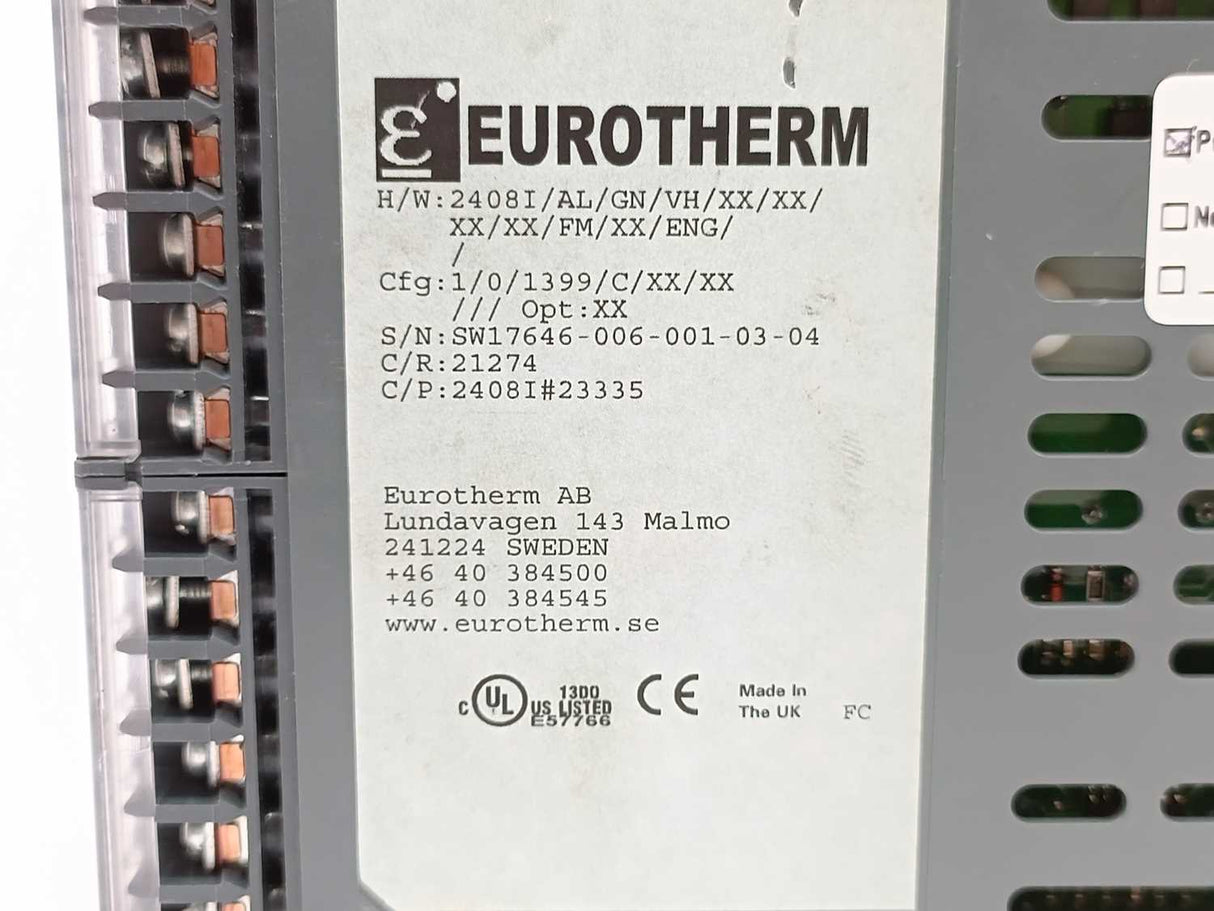 EUROTHERM
H/W:2408I/AL/GN/VH/XX/XX/
XX/XX/FM/XX/ENG/
/
Cfg:1/0/1399/C/XX/XX
/// Opt:XX
S/N:SW17646-006-001-03-04
C/R:21274
C/P:2408I#23335
Eurotherm AB
Lundavagen 143 Malmo
241224 SWEDEN
+46 40 384500
+46 40 384545
www.eurotherm.se
C UL US LISTED
13DO
E57766
CE
Made In
The UK
FC